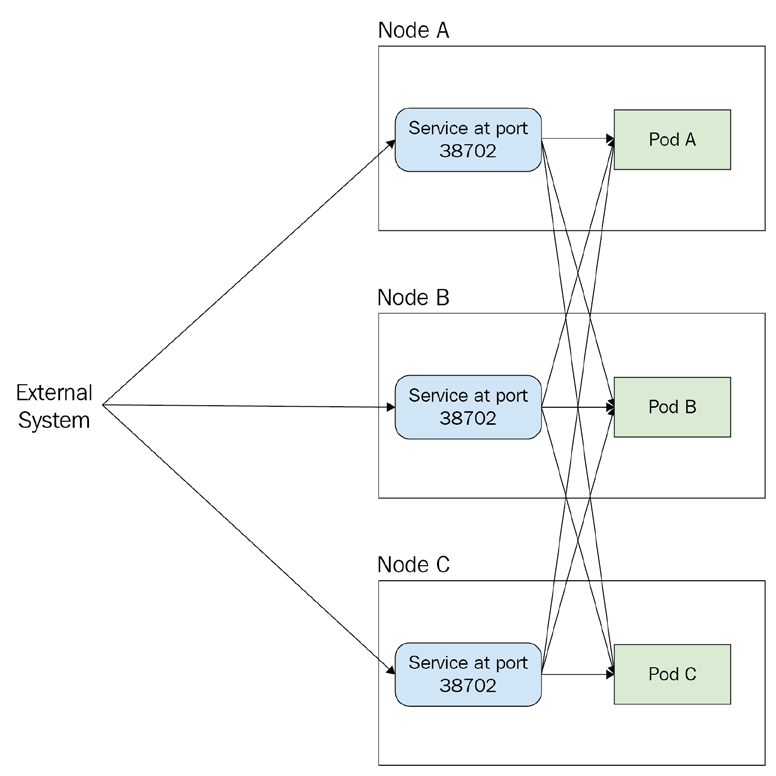 Node A
Service at port
38702
Pod A
Node B
External
System
Service at port
38702
Pod B
Node C
Service at port
38702
Pod C